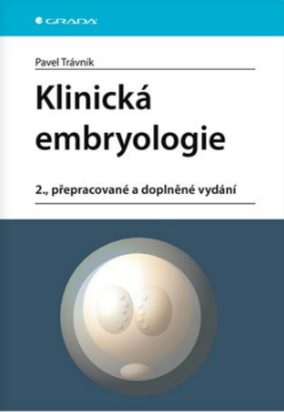 GRADA
Pavel Trávník
Klinická
embryologie
2., přepracované a doplněné vydání